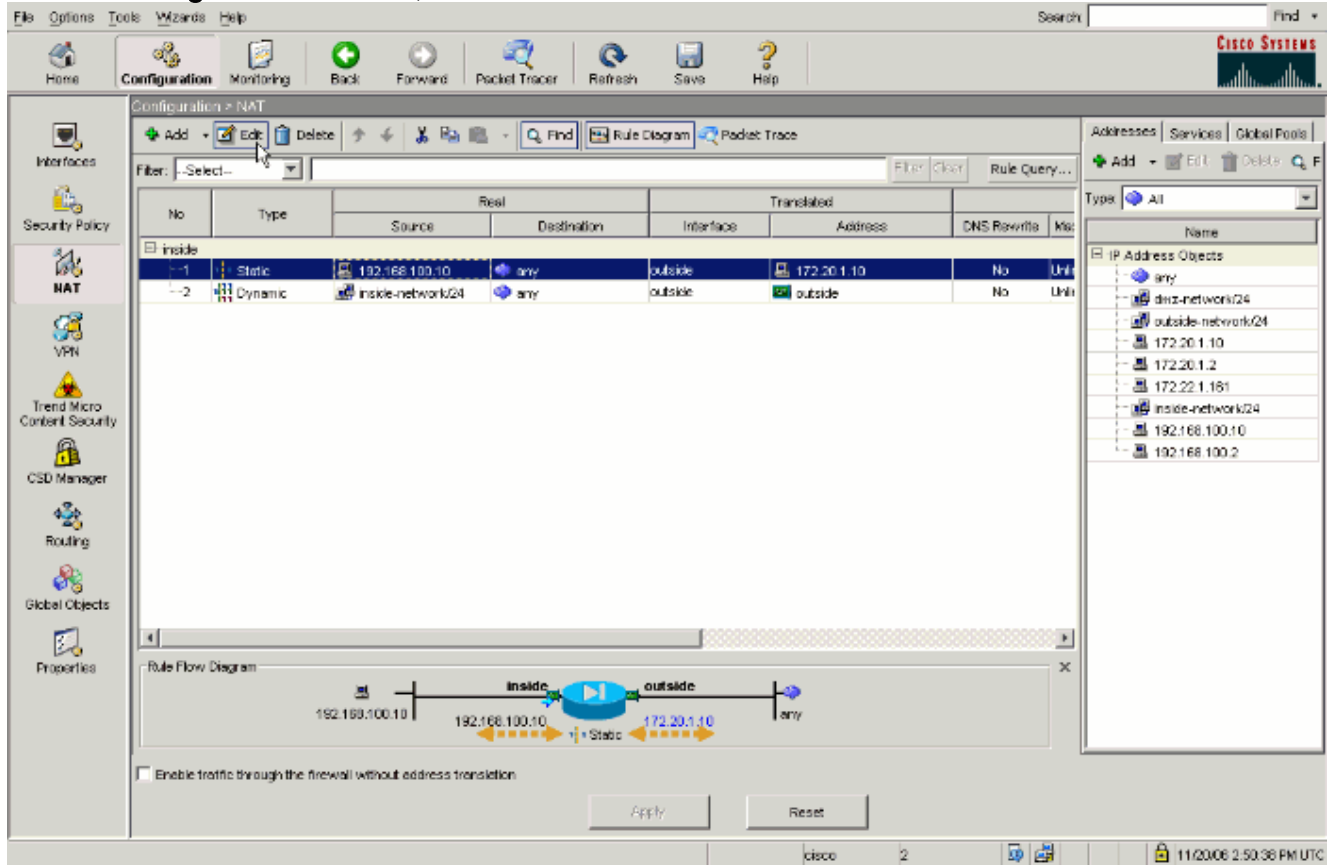 File Options Tools Wizards Help Search: Find
Home Configuration Monitoring Back Forward Packet Tracer Refresh Save Help
CISCO SYSTEMS
Configuration > NAT
Add Edit Delete Find Rule Diagram Packet Trace
Filter: --Select-- Filter Clear Rule Query...
No Type Real Translated
Source Destination Interface Address DNS Rewrite Max
inside
1 Static 192.168.100.10 any outside 172.20.1.10 No Unli
2 Dynamic inside-network/24 any outside outside No Unli
Interfaces
Security Policy
NAT
VPN
Trend Micro
Content Security
CSD Manager
Routing
Global Objects
Properties
Addresses Services Global Pools
Add Edit Delete F
Type: All
Name
IP Address Objects
any
dmz-network/24
outside-network/24
172.20.1.10
172.20.1.2
172.22.1.161
inside-network/24
192.168.100.10
192.168.100.2
Rule Flow Diagram
inside outside
192.168.100.10 192.168.100.10 172.20.1.10 any
Static
Enable traffic through the firewall without address translation
Apply Reset
cisco 2 11/20/06 2:50:38 PM UTC